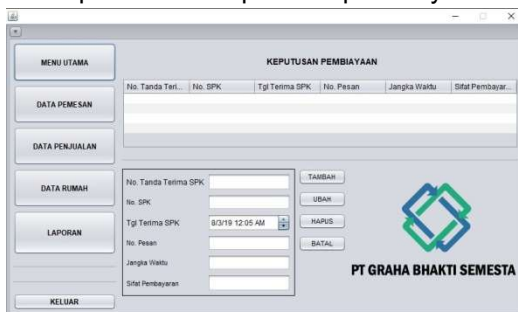 MENU UTAMA
DATA PEMESAN
DATA PENJUALAN
DATA RUMAH
LAPORAN
KELUAR
KEPUTUSAN PEMBIAYAAN
No. Tanda Teri... No. SPK Tgl Terima SPK No. Pesan Jangka Waktu Sifat Pembayar...
No. Tanda Terima SPK
No. SPK
Tgl Terima SPK 8/3/19 12:05 AM
No. Pesan
Jangka Waktu
Sifat Pembayaran
TAMBAH
UBAH
HAPUS
BATAL
PT GRAHA BHAKTI SEMESTA